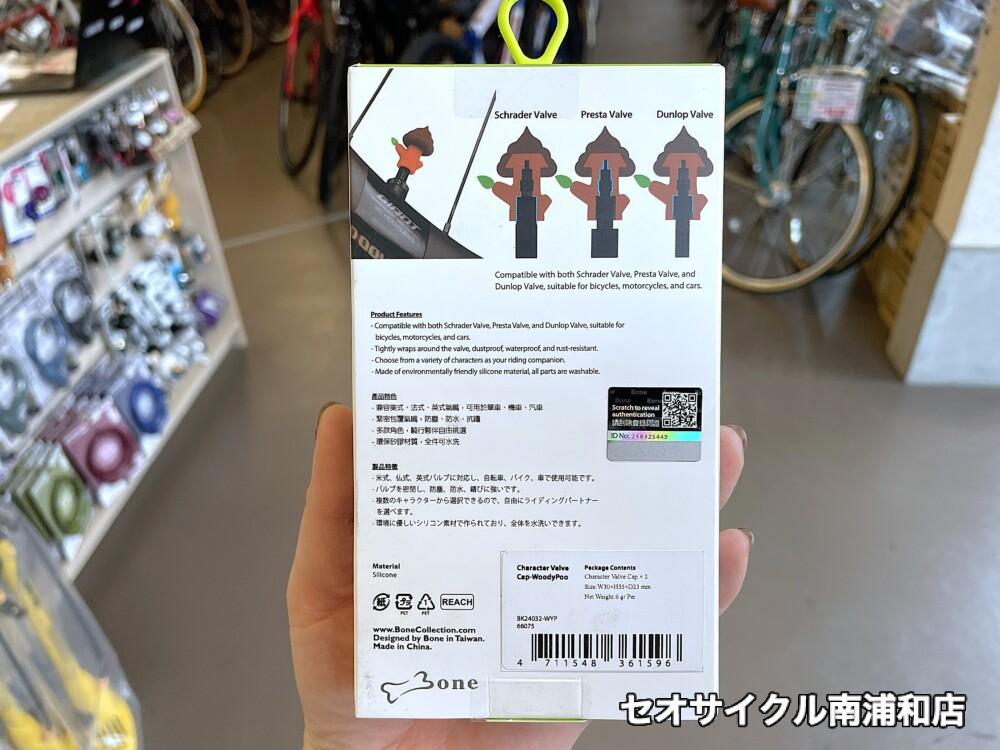 Schrader Valve
Presta Valve
Dunlop Valve
GIANT
Compatible with both Schrader Valve, Presta Valve, and
Dunlop Valve, suitable for bicycles, motorcycles, and cars.
Product Features
- Compatible with both Schrader Valve, Presta Valve, and Dunlop Valve, suitable for
bicycles, motorcycles, and cars.
- Tightly wraps around the valve, dustproof, waterproof, and rust-resistant.
- Choose from a variety of characters as your riding companion.
- Made of environmentally friendly silicone material, all parts are washable.
產品特色
- 兼容美式、法式、英式氣嘴，可用於單車、機車、汽車
- 緊密包覆氣嘴，防塵、防水、抗鏽
- 多款角色，騎行夥伴自由挑選
- 環保矽膠材質，全件可水洗
Bone
Bone Bone
Scratch to reveal
authentication
ID No: 258325449
製品特徴
- 米式、仏式、英式バルブに対応し、自転車、バイク、車で使用可能です。
- バルブを密閉し、防塵、防水、錆びに強いです。
- 複数のキャラクターから選択できるので、自由にライディングパートナー
を選べます。
- 環境に優しいシリコン素材で作られており、全体を水洗いできます。
Material
Silicone
紙 PET PET REACH
www.BoneCollection.com
Designed by Bone in Taiwan.
Made in China.
Bone
Character Valve
Cap-WoodyPoo
Package Contents
Character Valve Cap × 2
Size:W30×H35×D23 mm
Net Weight:6 g/ Per
BK24032-WYP
66075
4 711548 361596
セオサイクル南浦和店